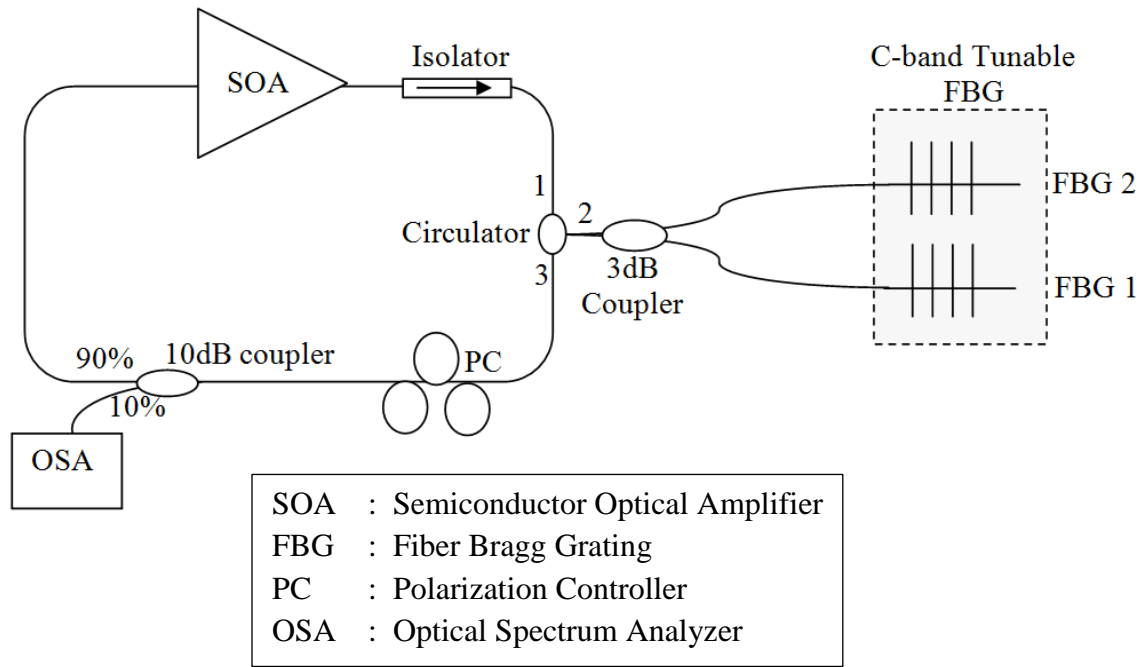 SOA
Isolator
C-band Tunable
FBG
FBG 2
FBG 1
1
2
Circulator
3
3dB
Coupler
90%
10dB coupler
PC
10%
OSA
SOA : Semiconductor Optical Amplifier
FBG : Fiber Bragg Grating
PC : Polarization Controller
OSA : Optical Spectrum Analyzer